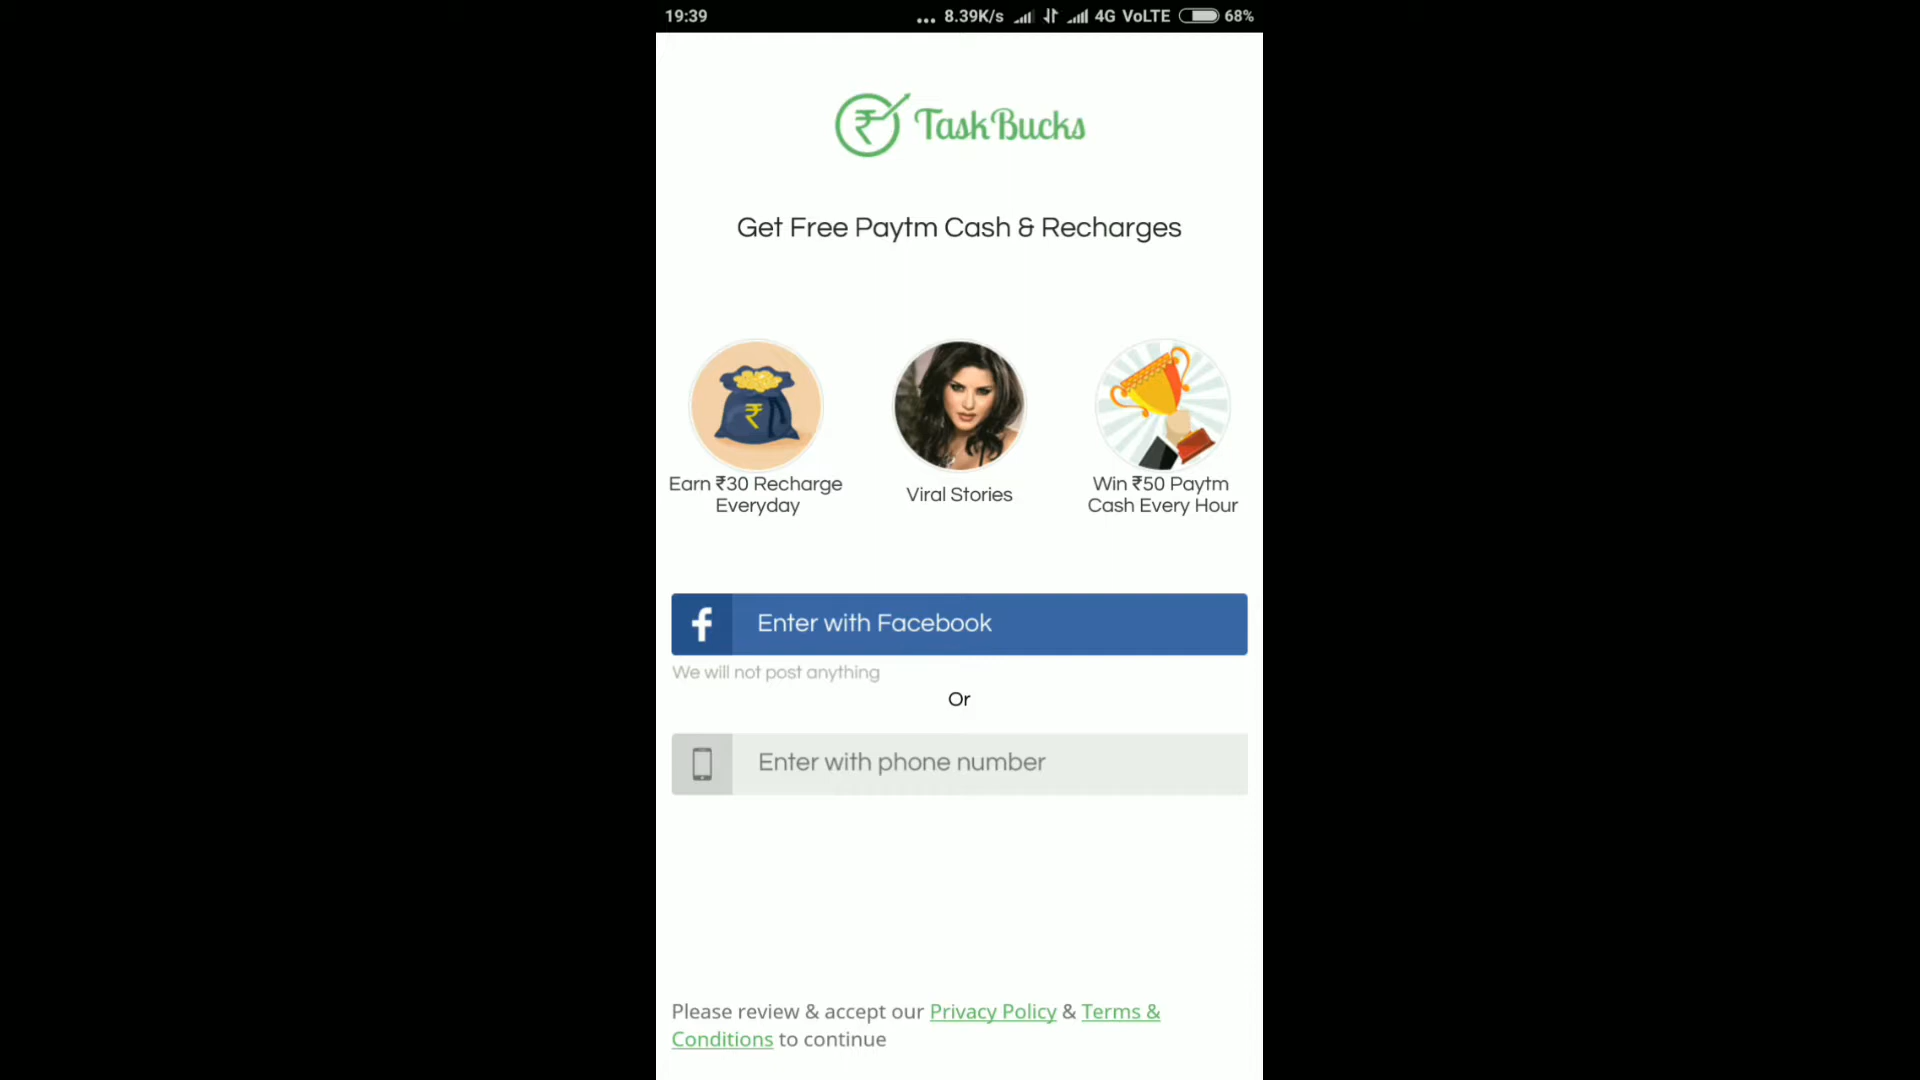 19:39
... 8.39K/s 4G VoLTE 68%
TaskBucks
Get Free Paytm Cash & Recharges
Earn ₹30 Recharge
Everyday
Viral Stories
Win ₹50 Paytm
Cash Every Hour
Enter with Facebook
We will not post anything
Or
Enter with phone number
Please review & accept our Privacy Policy & Terms &
Conditions to continue